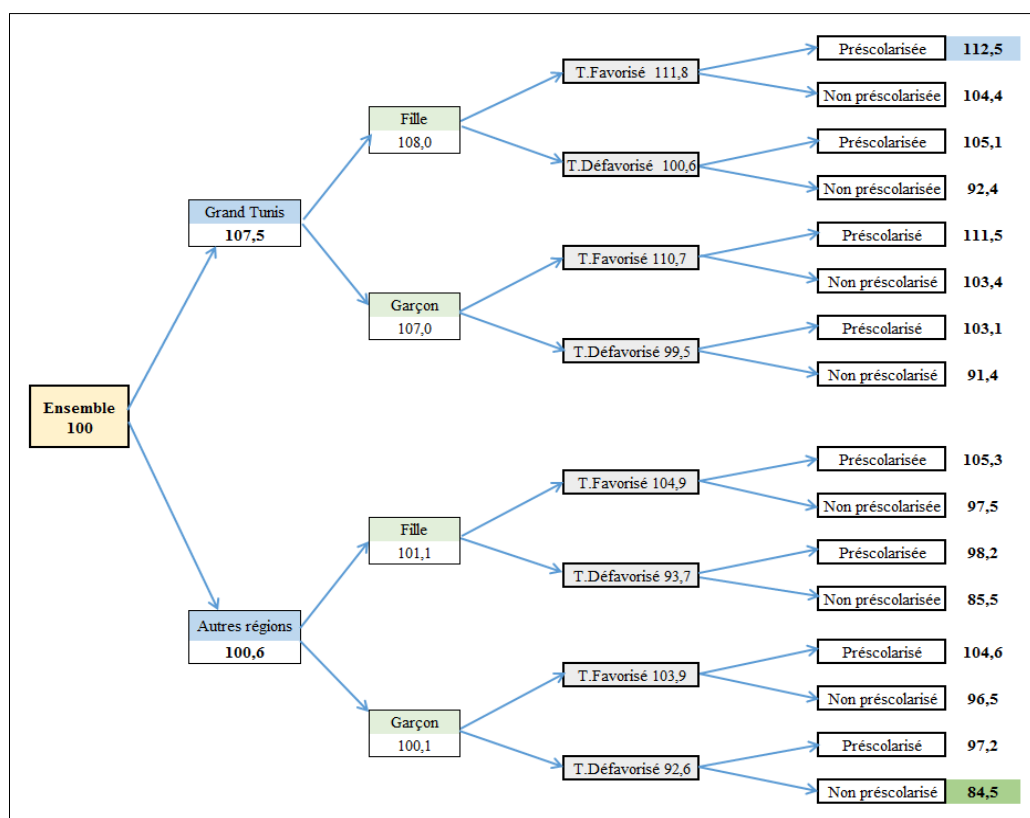 Préscolarisée 112,5
T.Favorisé 111,8
Non préscolarisée 104,4
Fille
108,0
Préscolarisée 105,1
T.Défavorisé 100,6
Non préscolarisée 92,4
Grand Tunis
107,5
Préscolarisé 111,5
T.Favorisé 110,7
Non préscolarisé 103,4
Garçon
107,0
Préscolarisé 103,1
T.Défavorisé 99,5
Non préscolarisé 91,4
Ensemble
100
Préscolarisée 105,3
T.Favorisé 104,9
Non préscolarisée 97,5
Fille
101,1
Préscolarisée 98,2
T.Défavorisé 93,7
Non préscolarisée 85,5
Autres régions
100,6
Préscolarisé 104,6
T.Favorisé 103,9
Non préscolarisé 96,5
Garçon
100,1
Préscolarisé 97,2
T.Défavorisé 92,6
Non préscolarisé 84,5